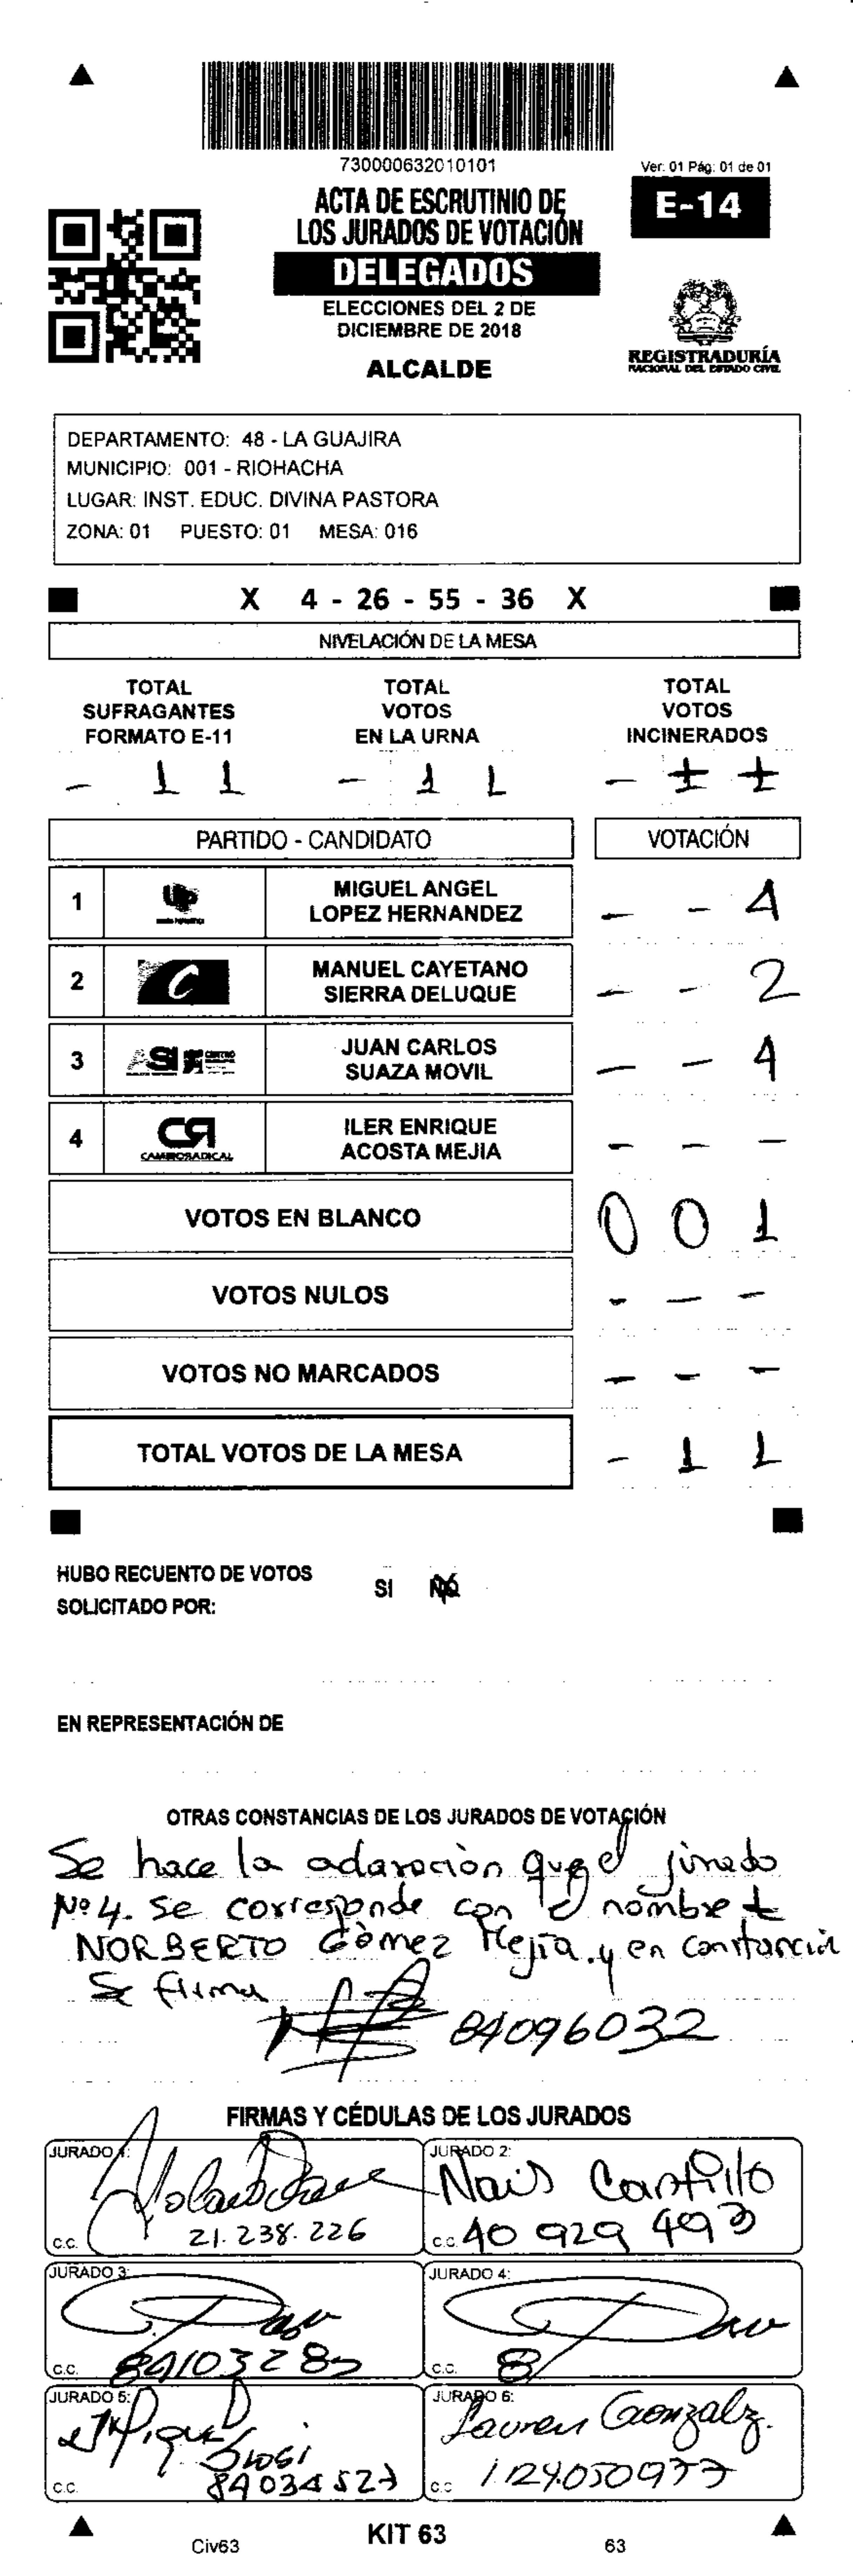 730000632010101
Ver: 01 Pág: 01 de 01
ACTA DE ESCRUTINIO DE
LOS JURADOS DE VOTACIÓN
E-14
DELEGADOS
ELECCIONES DEL 2 DE
DICIEMBRE DE 2018
ALCALDE
REGISTRADURÍA
NACIONAL DEL ESTADO CIVIL
DEPARTAMENTO: 48 - LA GUAJIRA
MUNICIPIO: 001 - RIOHACHA
LUGAR: INST. EDUC. DIVINA PASTORA
ZONA: 01 PUESTO: 01 MESA: 016
X 4 - 26 - 55 - 36 X
NIVELACIÓN DE LA MESA
TOTAL SUFRAGANTES FORMATO E-11
TOTAL VOTOS EN LA URNA
TOTAL VOTOS INCINERADOS
- 1 1 - 1 1 -
PARTIDO - CANDIDATO VOTACIÓN
1 up MIGUEL ANGEL
LOPEZ HERNANDEZ - - 4
2 C MANUEL CAYETANO
SIERRA DELUQUE - - 2
3 ASI JUAN CARLOS
SUAZA MOVIL - - 4
4 CR CAMBIO RADICAL ILER ENRIQUE
ACOSTA MEJIA - - -
VOTOS EN BLANCO 0 0 1
VOTOS NULOS - - -
VOTOS NO MARCADOS - - -
TOTAL VOTOS DE LA MESA - 1 1
HUBO RECUENTO DE VOTOS SI NO
SOLICITADO POR:
EN REPRESENTACIÓN DE
OTRAS CONSTANCIAS DE LOS JURADOS DE VOTACIÓN
Se hace la adaración que el jurado
Nº 4. Se corresponde con el nombre
NORBERTO Gómez Mejía. y en constancia
Se firma
84096032
FIRMAS Y CÉDULAS DE LOS JURADOS
JURADO 1: JURADO 2:
Nais Cantillo
C.C. 21.238.226 C.C. 40 929 493
JURADO 3: JURADO 4:
C.C. C.C. 8
JURADO 5: JURADO 6:
Lauren Gonzalz.
C.C. 84034527 C.C. 1.124.050977
KIT 63
Civ63 63